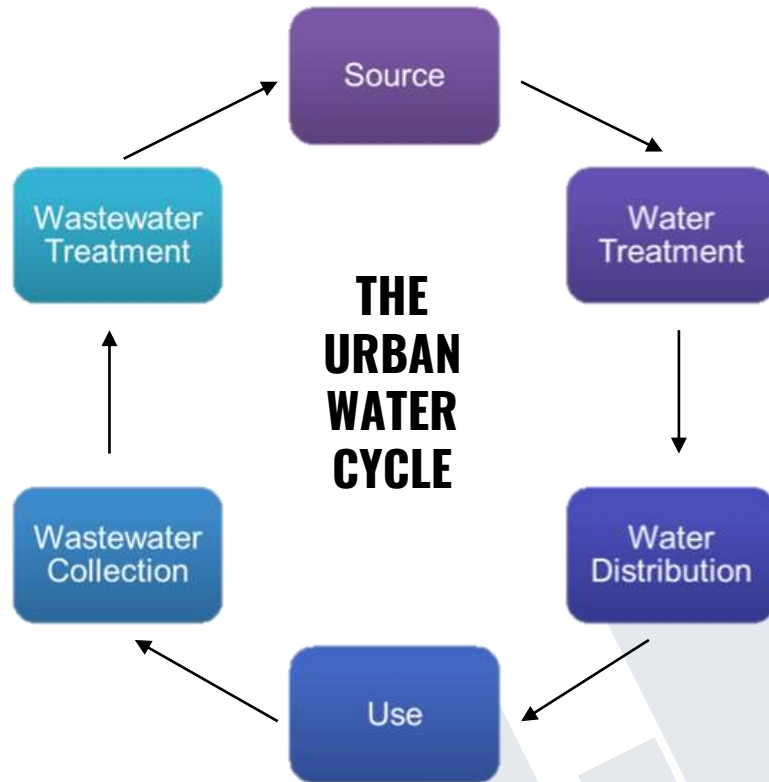 Source
Water
Treatment
Water
Distribution
Use
Wastewater
Collection
Wastewater
Treatment
THE
URBAN
WATER
CYCLE